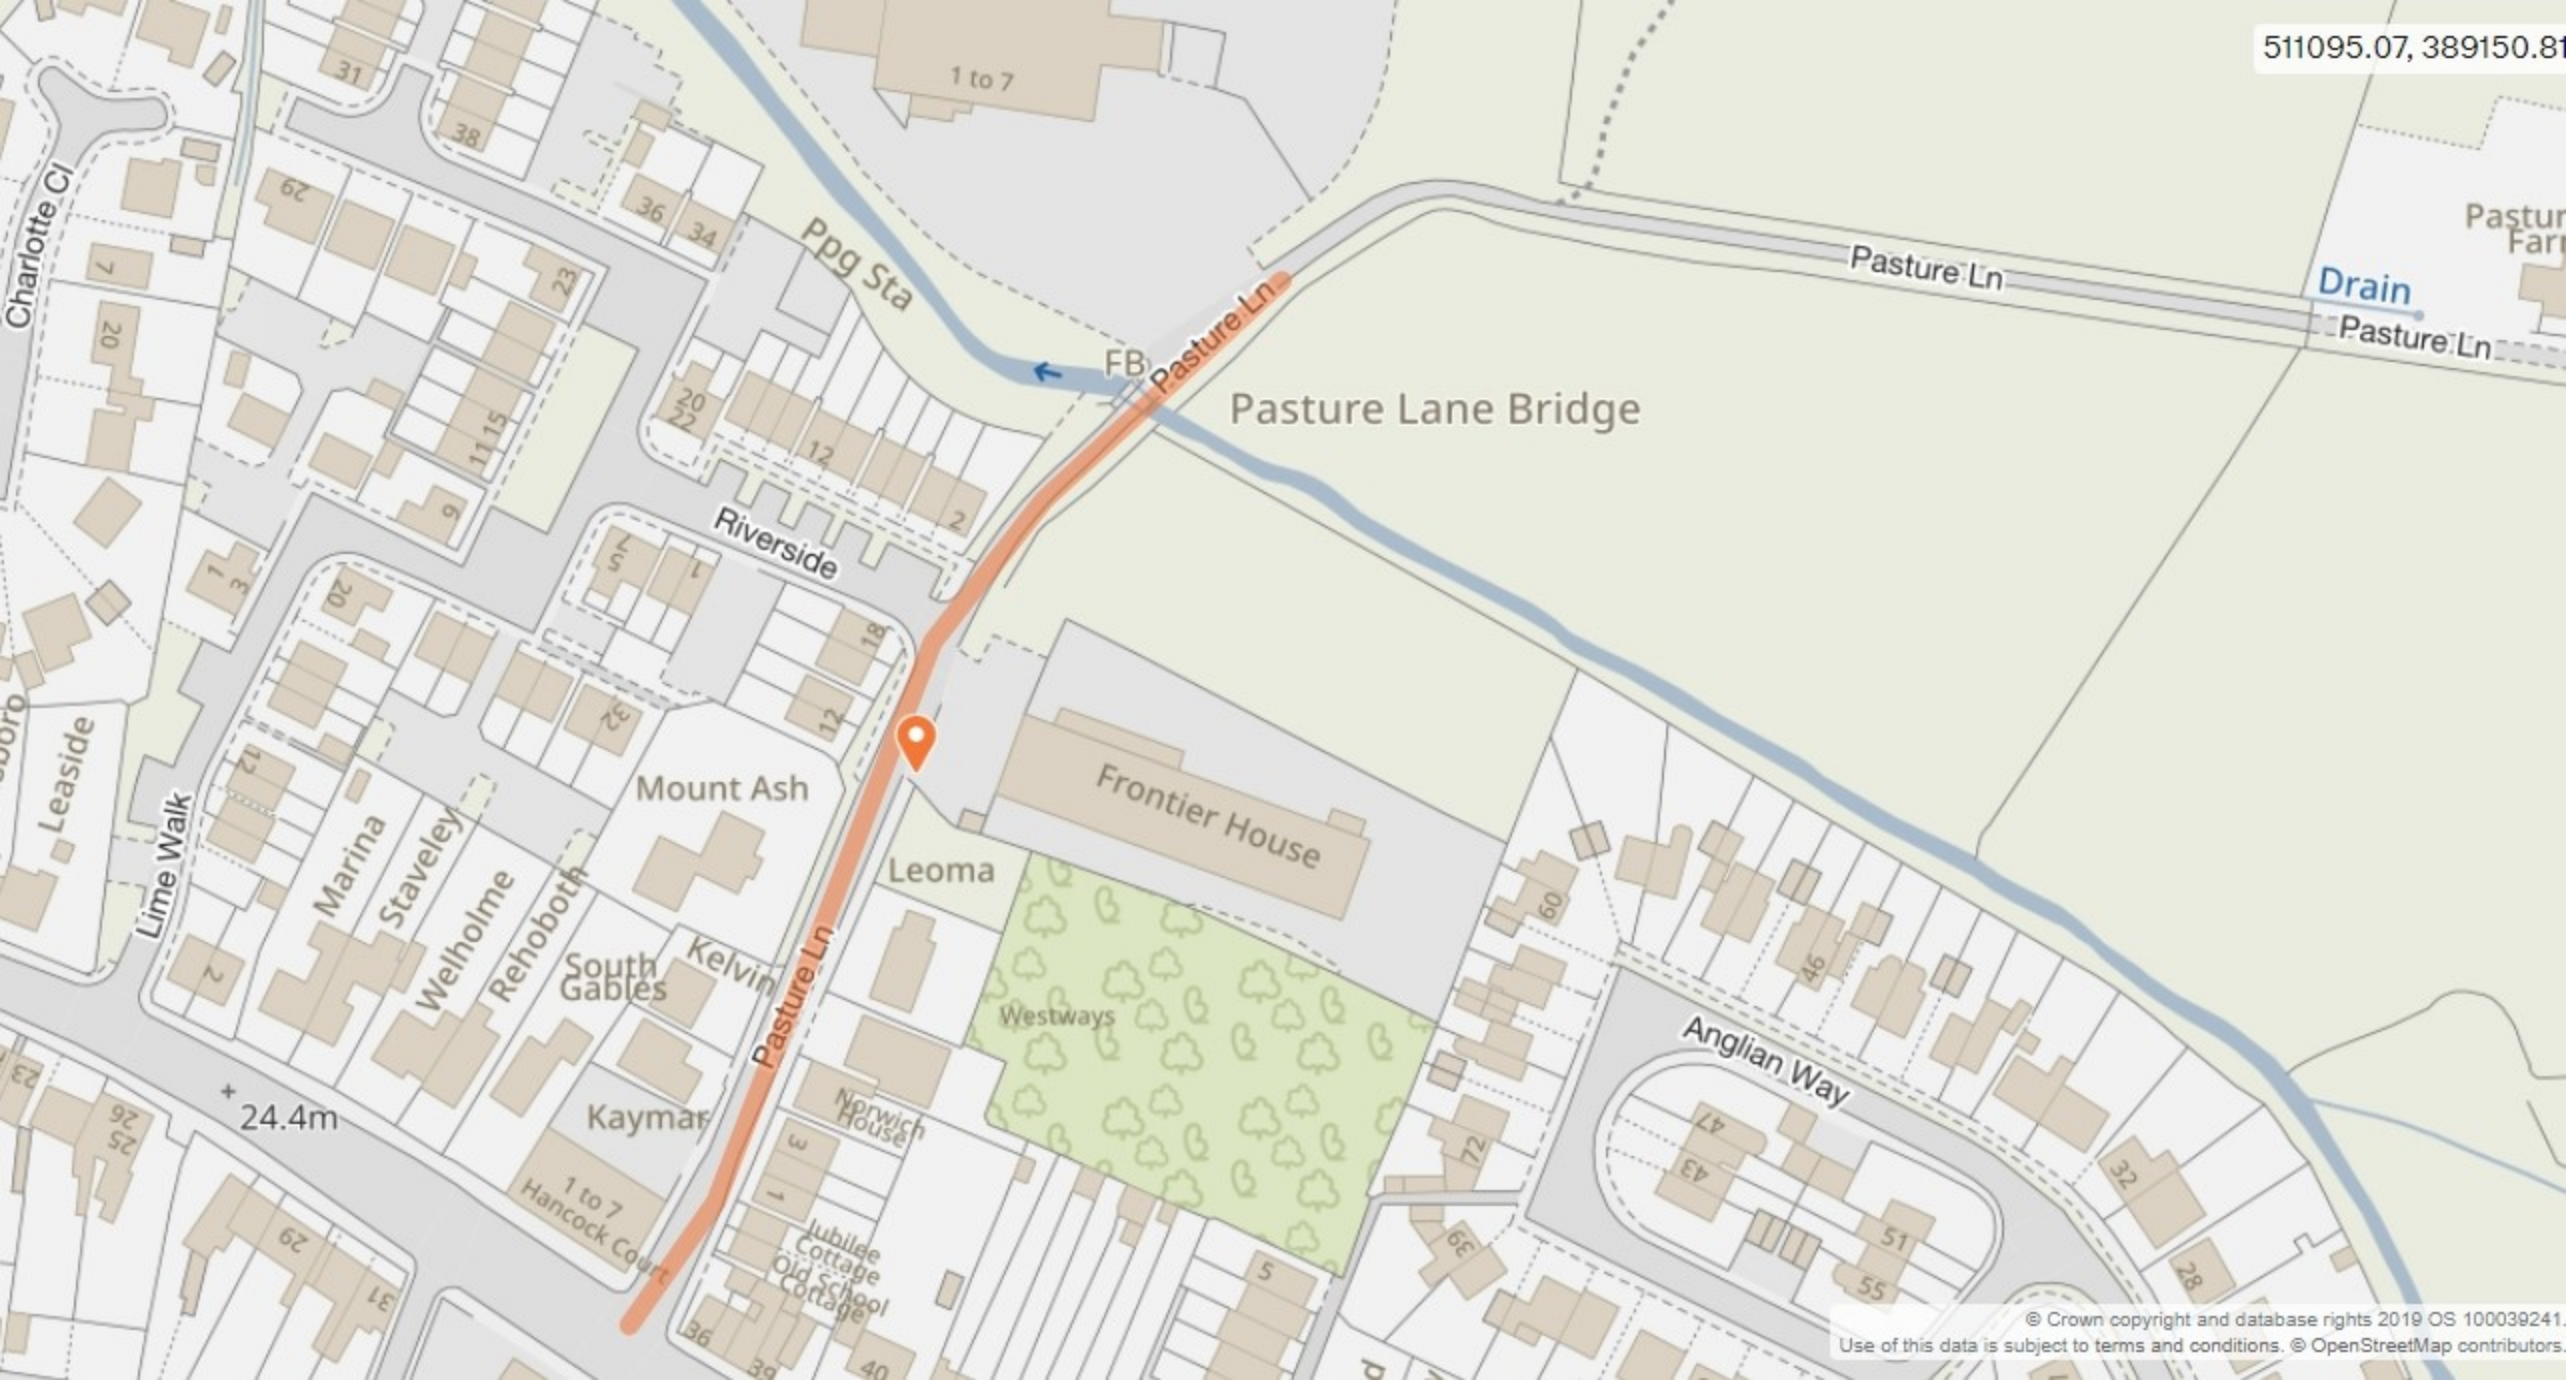 511095.07, 389150.81
31
1 to 7
38
Charlotte Cl
29
36
34
Ppg Sta
Pastur
Farr
7
23
Pasture Ln
Drain
20
Pasture Ln
FB
Pasture Ln
Pasture Lane Bridge
20
22
12
15
11
2
9
Riverside
7
5
1
1
3
20
18
12
32
Leaside
12
Mount Ash
Frontier House
Lime Walk
Marina
Staveley
Leoma
60
Welholme
Rehoboth
2
South
Gables
Kelvin
Pasture Ln
46
Westways
Anglian Way
23
24.4m
26
25
Kaymar
Norwich
House
3
1
47
43
72
32
1 to 7
Hancock Court
29
31
Jubilee
Cottage
Old School
Cottage
39
51
55
5
28
36
39
40
© Crown copyright and database rights 2019 OS 100039241.
Use of this data is subject to terms and conditions. © OpenStreetMap contributors.